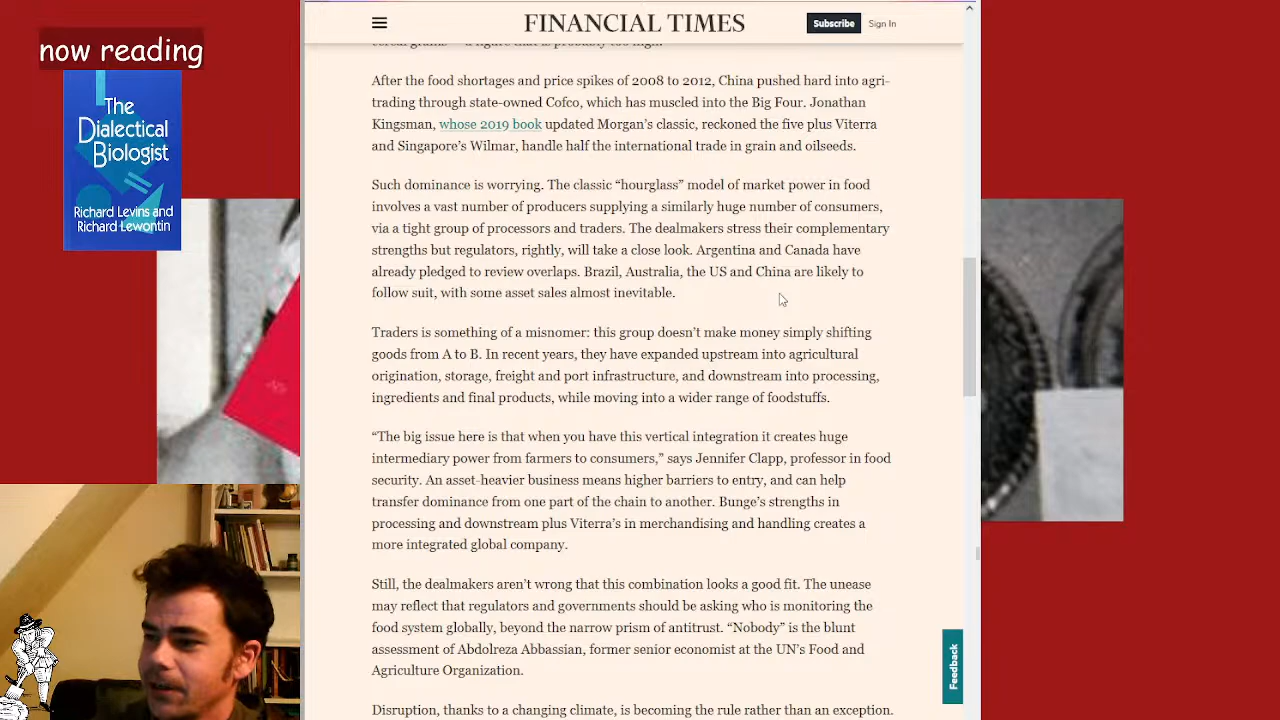 now reading
The
Dialectical
Biologist
Richard Levins and
Richard Lewontin
FINANCIAL TIMES
Subscribe
Sign In
After the food shortages and price spikes of 2008 to 2012, China pushed hard into agri-
trading through state-owned Cofco, which has muscled into the Big Four. Jonathan
Kingsman, whose 2019 book updated Morgan’s classic, reckoned the five plus Viterra
and Singapore’s Wilmar, handle half the international trade in grain and oilseeds.
Such dominance is worrying. The classic “hourglass” model of market power in food
involves a vast number of producers supplying a similarly huge number of consumers,
via a tight group of processors and traders. The dealmakers stress their complementary
strengths but regulators, rightly, will take a close look. Argentina and Canada have
already pledged to review overlaps. Brazil, Australia, the US and China are likely to
follow suit, with some asset sales almost inevitable.
Traders is something of a misnomer: this group doesn’t make money simply shifting
goods from A to B. In recent years, they have expanded upstream into agricultural
origination, storage, freight and port infrastructure, and downstream into processing,
ingredients and final products, while moving into a wider range of foodstuffs.
“The big issue here is that when you have this vertical integration it creates huge
intermediary power from farmers to consumers,” says Jennifer Clapp, professor in food
security. An asset-heavier business means higher barriers to entry, and can help
transfer dominance from one part of the chain to another. Bunge’s strengths in
processing and downstream plus Viterra’s in merchandising and handling creates a
more integrated global company.
Still, the dealmakers aren’t wrong that this combination looks a good fit. The unease
may reflect that regulators and governments should be asking who is monitoring the
food system globally, beyond the narrow prism of antitrust. “Nobody” is the blunt
assessment of Abdolreza Abbassian, former senior economist at the UN’s Food and
Agriculture Organization.
Disruption, thanks to a changing climate, is becoming the rule rather than an exception.
Feedback